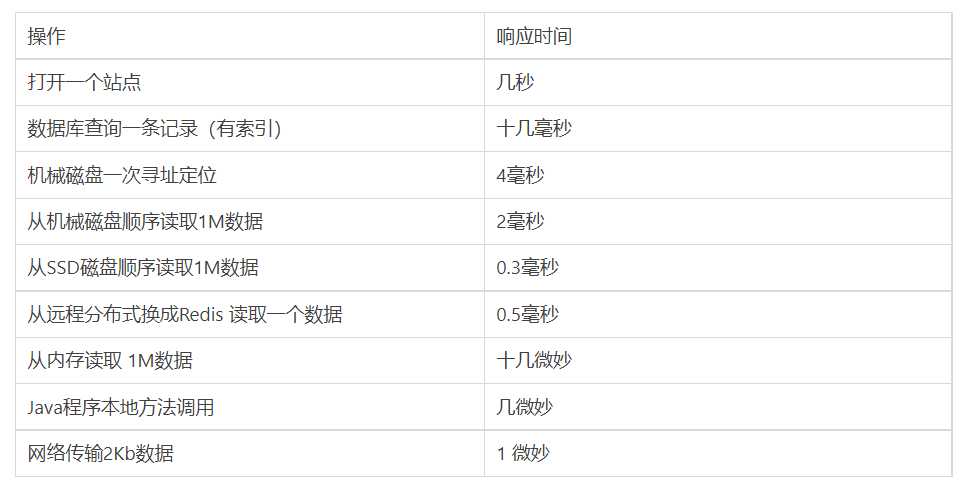 操作 响应时间
打开一个站点 几秒
数据库查询一条记录（有索引） 十几毫秒
机械磁盘一次寻址定位 4毫秒
从机械磁盘顺序读取1M数据 2毫秒
从SSD磁盘顺序读取1M数据 0.3毫秒
从远程分布式换成Redis 读取一个数据 0.5毫秒
从内存读取 1M数据 十几微妙
Java程序本地方法调用 几微妙
网络传输2Kb数据 1 微妙